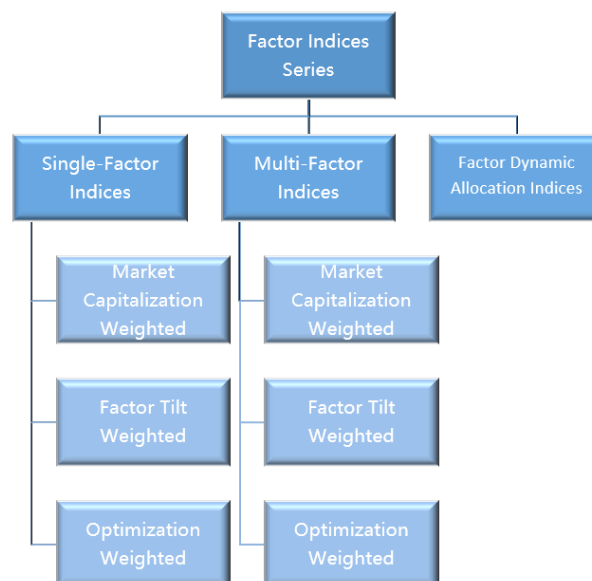 Factor Indices
Series
Single-Factor
Indices
Multi-Factor
Indices
Factor Dynamic
Allocation Indices
Market
Capitalization
Weighted
Market
Capitalization
Weighted
Factor Tilt
Weighted
Factor Tilt
Weighted
Optimization
Weighted
Optimization
Weighted